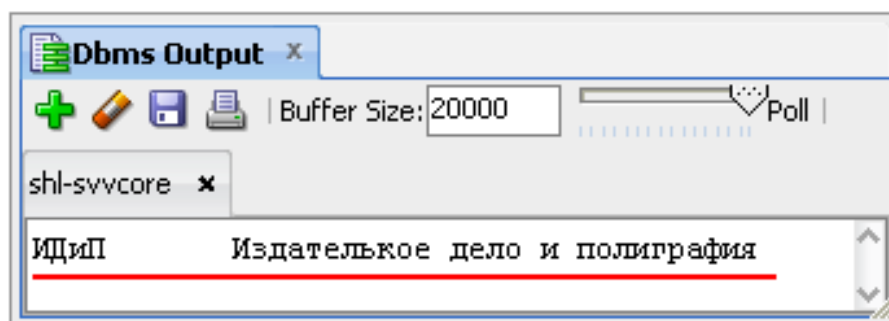 Dbms Output
Buffer Size: 20000 Poll
shl-svvcore
ИДиП Издателькое дело и полиграфия